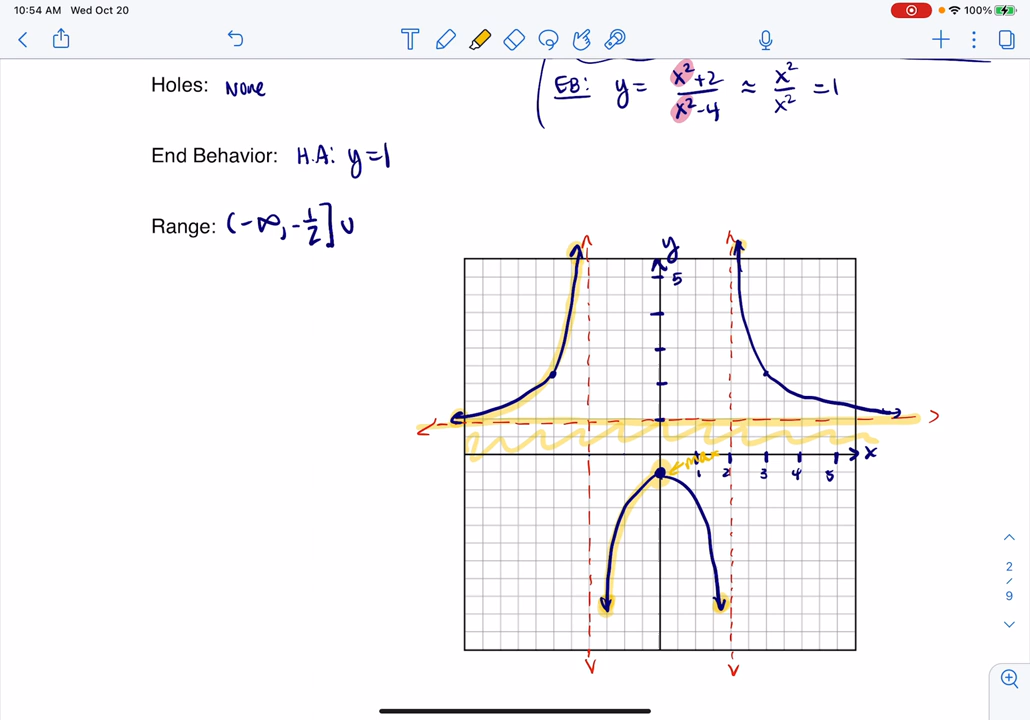 10:54 AM Wed Oct 20
100%
T
Holes: None
EB: y = x²+2 / x²-4 ≈ x² / x² = 1
End Behavior: H.A: y=1
Range: (-∞, -1/2] ∪
y
5
max
x
1 2 3 4 5
2
/
9